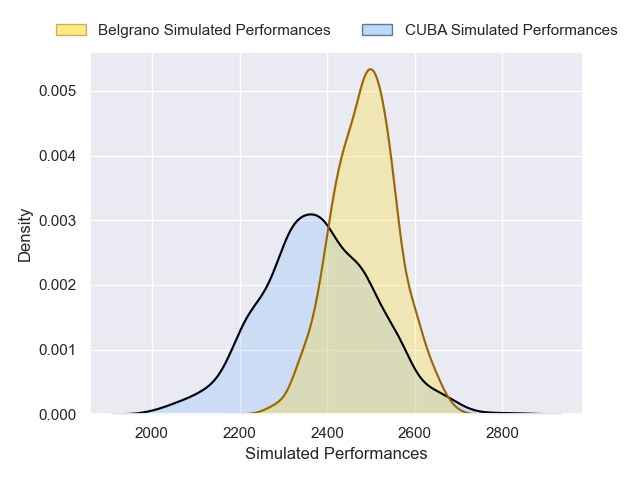 Belgrano Simulated Performances CUBA Simulated Performances
0.005
0.004
0.003
0.002
0.001
0.000
Density
2000 2200 2400 2600 2800
Simulated Performances